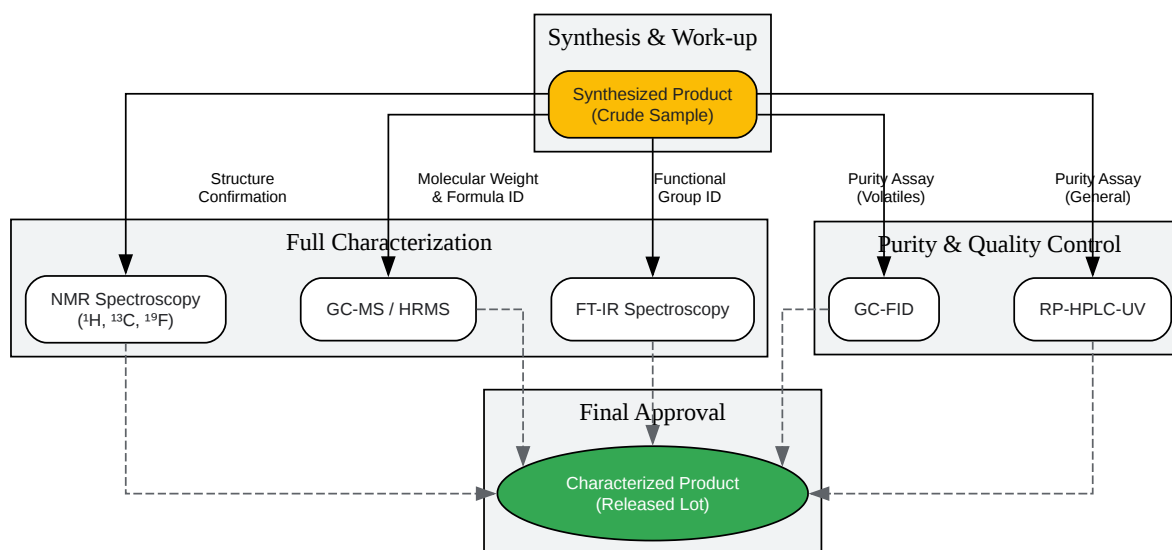 Synthesis & Work-up
Synthesized Product
(Crude Sample)
Structure
Confirmation
Molecular Weight
& Formula ID
Functional
Group ID
Purity Assay
(Volatiles)
Purity Assay
(General)
Full Characterization
Purity & Quality Control
NMR Spectroscopy
(¹H, ¹³C, ¹⁹F)
GC-MS / HRMS
FT-IR Spectroscopy
GC-FID
RP-HPLC-UV
Final Approval
Characterized Product
(Released Lot)